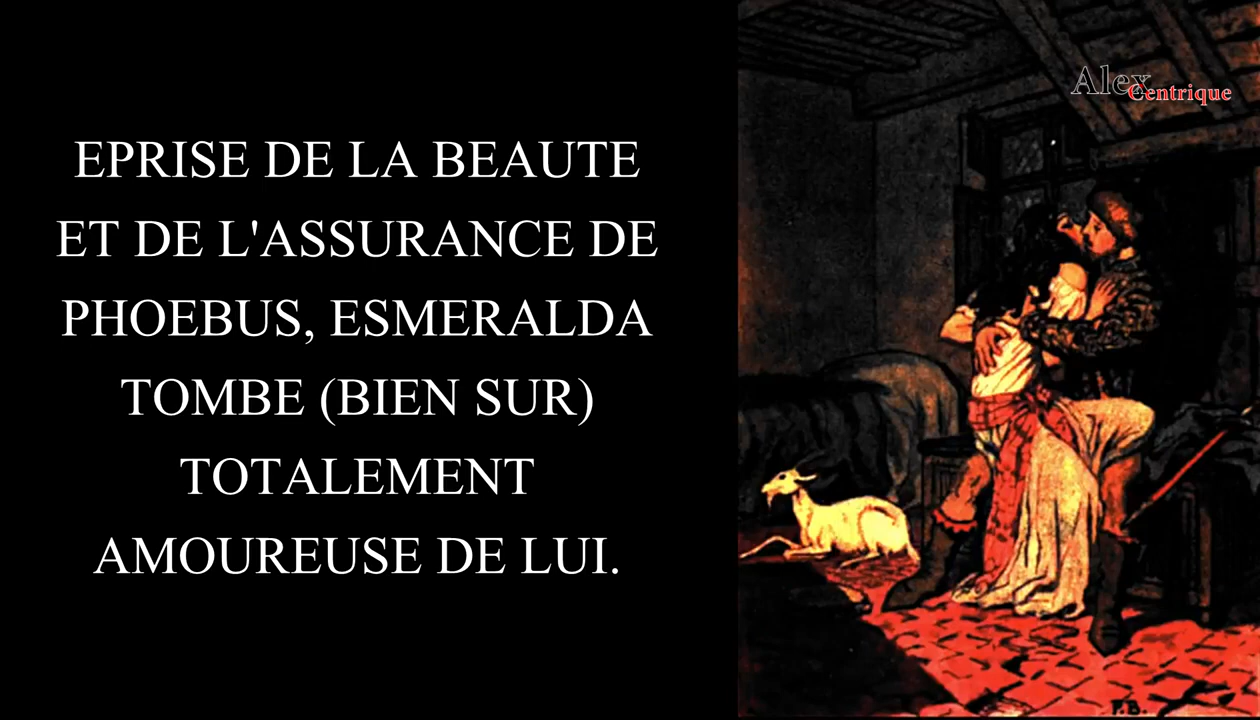 EPRISE DE LA BEAUTE
ET DE L'ASSURANCE DE
PHOEBUS, ESMERALDA
TOMBE (BIEN SUR)
TOTALEMENT
AMOUREUSE DE LUI.
Alex
Centrique
P.B.